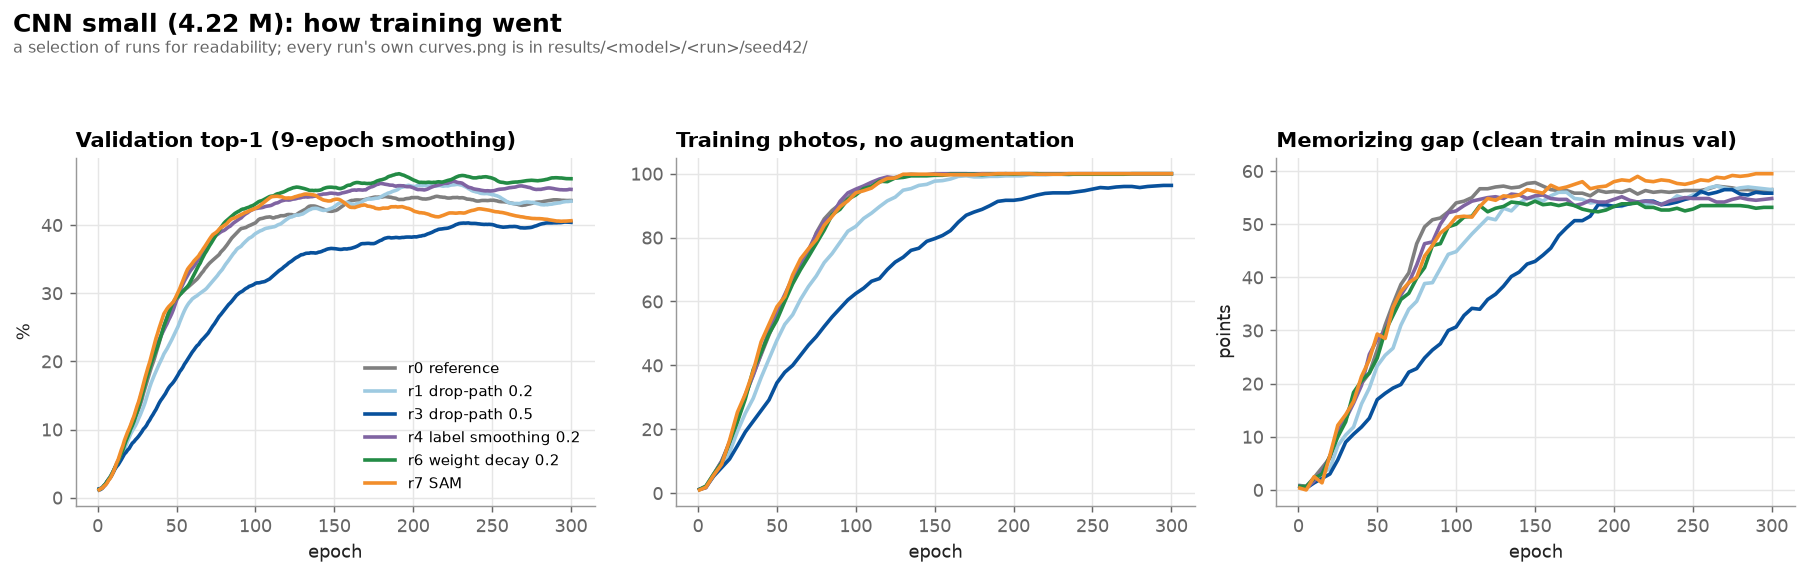 CNN small (4.22 M): how training went
a selection of runs for readability; every run's own curves.png is in results/<model>/<run>/seed42/
Validation top-1 (9-epoch smoothing)
%
40
30
20
10
0
0 50 100 150 200 250 300
epoch
r0 reference
r1 drop-path 0.2
r3 drop-path 0.5
r4 label smoothing 0.2
r6 weight decay 0.2
r7 SAM
Training photos, no augmentation
100
80
60
40
20
0
0 50 100 150 200 250 300
epoch
Memorizing gap (clean train minus val)
points
60
50
40
30
20
10
0
0 50 100 150 200 250 300
epoch